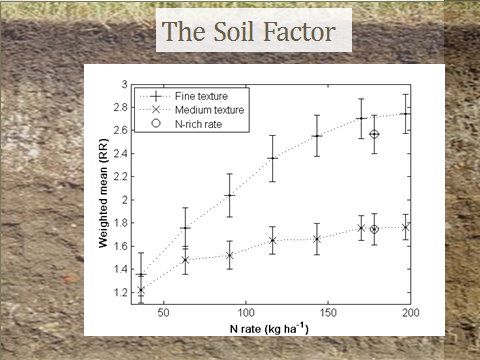 The Soil Factor
Fine texture
Medium texture
N-rich rate
3
2.8
2.6
2.4
2.2
2
1.8
1.6
1.4
1.2
Weighted mean (RR)
50 100 150 200
N rate (kg ha⁻¹)